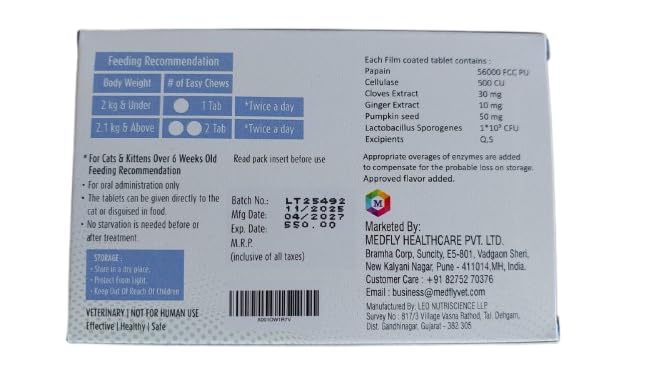 Feeding Recommendation
Body Weight # of Easy Chews
2 kg & Under 1 Tab *Twice a day
2.1 kg & Above 2 Tab *Twice a day
* For Cats & Kittens Over 6 Weeks Old
Feeding Recommendation
• For oral administration only
• The tablets can be given directly to the
cat or disguised in food.
• No starvation is needed before or
after treatment.
STORAGE:
• Store in a dry place.
• Protect From Light.
• Keep Out Of Reach Of Children
VETERINARY | NOT FOR HUMAN USE
Effective | Healthy | Safe
Read pack insert before use
Batch No.: LT25492
Mfg Date: 11/2025
Exp. Date: 04/2027
M.R.P. 550.00
(inclusive of all taxes)
Each Film coated tablet contains :
Papain 56000 FCC PU
Cellulase 500 CU
Cloves Extract 30 mg
Ginger Extract 10 mg
Pumpkin seed 50 mg
Lactobacillus Sporogenes 1*10⁹ CFU
Excipients Q.S
Appropriate overages of enzymes are added
to compensate for the probable loss on storage.
Approved flavor added.
M
Marketed By:
MEDFLY HEALTHCARE PVT. LTD.
Bramha Corp, Suncity, E5-801, Vadgaon Sheri,
New Kalyani Nagar, Pune - 411014,MH, India.
Customer Care : +91 82752 70376
Email : business@medflyvet.com
Manufactured By: LEO NUTRISCIENCE LLP.
Survey No : 817/3 Village Vasna Rathod, Tal. Dehgam,
Dist. Gandhinagar, Gujarat - 382 305